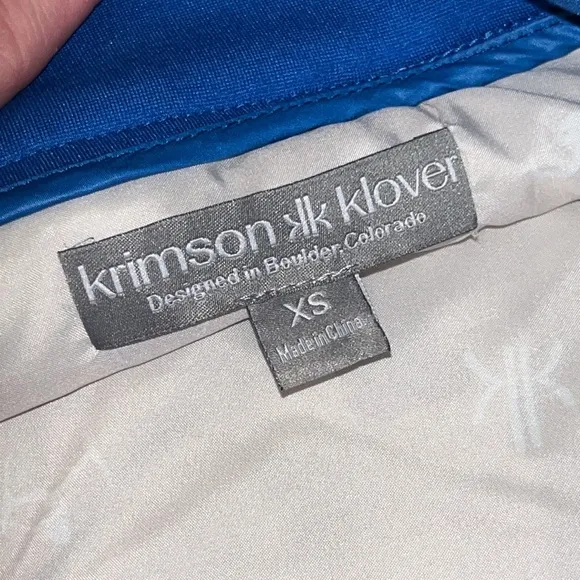 krimson kk klover
Designed in Boulder, Colorado
XS
Made in China